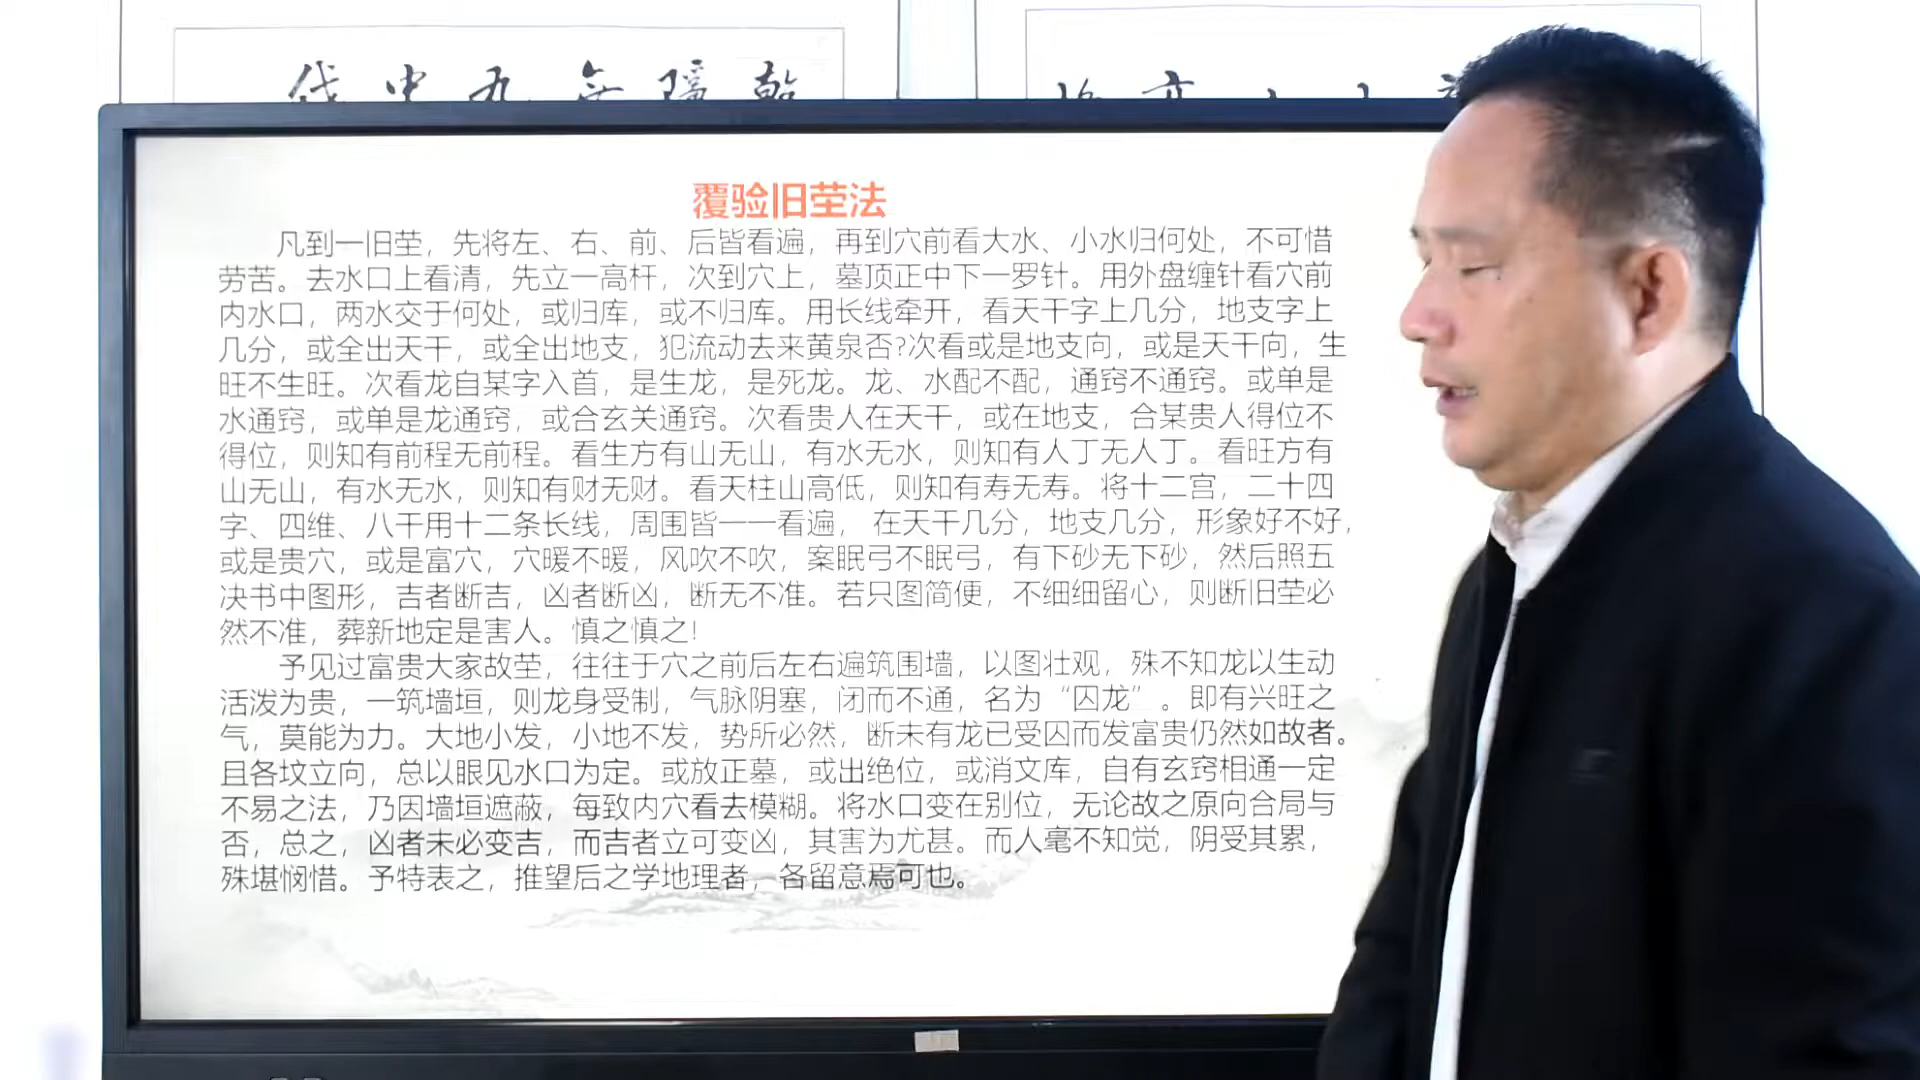 覆验旧茔法
凡到一旧茔，先将左、右、前、后皆看遍，再到穴前看大水、小水归何处，不可惜
劳苦。去水口上看清，先立一高杆，次到穴上，墓顶正中下一罗针。用外盘缠针看穴前
内水口，两水交于何处，或归库，或不归库。用长线牵开，看天干字上几分，地支字上
几分，或全出天干，或全出地支，犯流动去来黄泉否?次看或是地支向，或是天干向，生
旺不生旺。次看龙自某字入首，是生龙，是死龙。龙、水配不配，通窍不通窍。或单是
水通窍，或单是龙通窍，或合玄关通窍。次看贵人在天干，或在地支，合某贵人得位不
得位，则知有前程无前程。看生方有山无山，有水无水，则知有人丁无人丁。看旺方有
山无山，有水无水，则知有财无财。看天柱山高低，则知有寿无寿。将十二宫，二十四
字、四维、八干用十二条长线，周围皆一一看遍， 在天干几分，地支几分，形象好不好，
或是贵穴，或是富穴，穴暖不暖，风吹不吹，案眠弓不眠弓，有下砂无下砂，然后照五
决书中图形，吉者断吉，凶者断凶，断无不准。若只图简便，不细细留心，则断旧茔必
然不准，葬新地定是害人。慎之慎之!
予见过富贵大家故茔，往往于穴之前后左右遍筑围墙，以图壮观，殊不知龙以生动
活泼为贵，一筑墙垣，则龙身受制，气脉阴塞，闭而不通，名为“囚龙”。即有兴旺之
气，莫能为力。大地小发，小地不发，势所必然，断未有龙已受囚而发富贵仍然如故者。
且各坟立向，总以眼见水口为定。或放正墓，或出绝位，或消文库，自有玄窍相通一定
不易之法，乃因墙垣遮蔽，每致内穴看去模糊。将水口变在别位，无论故之原向合局与
否，总之，凶者未必变吉，而吉者立可变凶，其害为尤甚。而人毫不知觉，阴受其累，
殊堪悯惜。予特表之，推望后之学地理者，各留意焉可也。